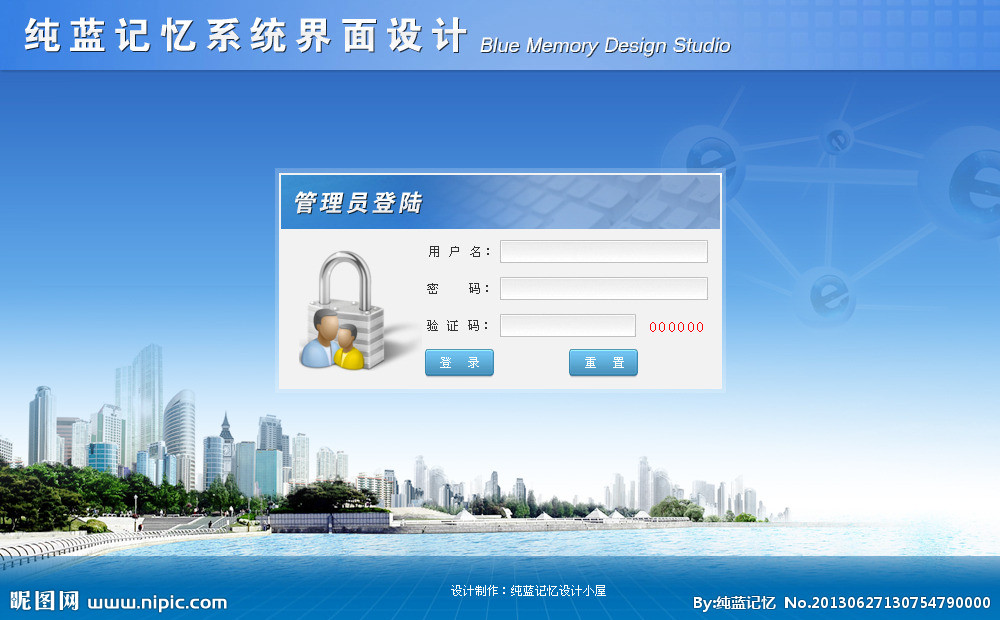 纯蓝记忆系统界面设计 Blue Memory Design Studio
管理员登陆
用 户 名：
密 码：
验 证 码： 000000
登 录 重 置
设计制作：纯蓝记忆设计小屋
昵图网 www.nipic.com By:纯蓝记忆 No.20130627130754790000